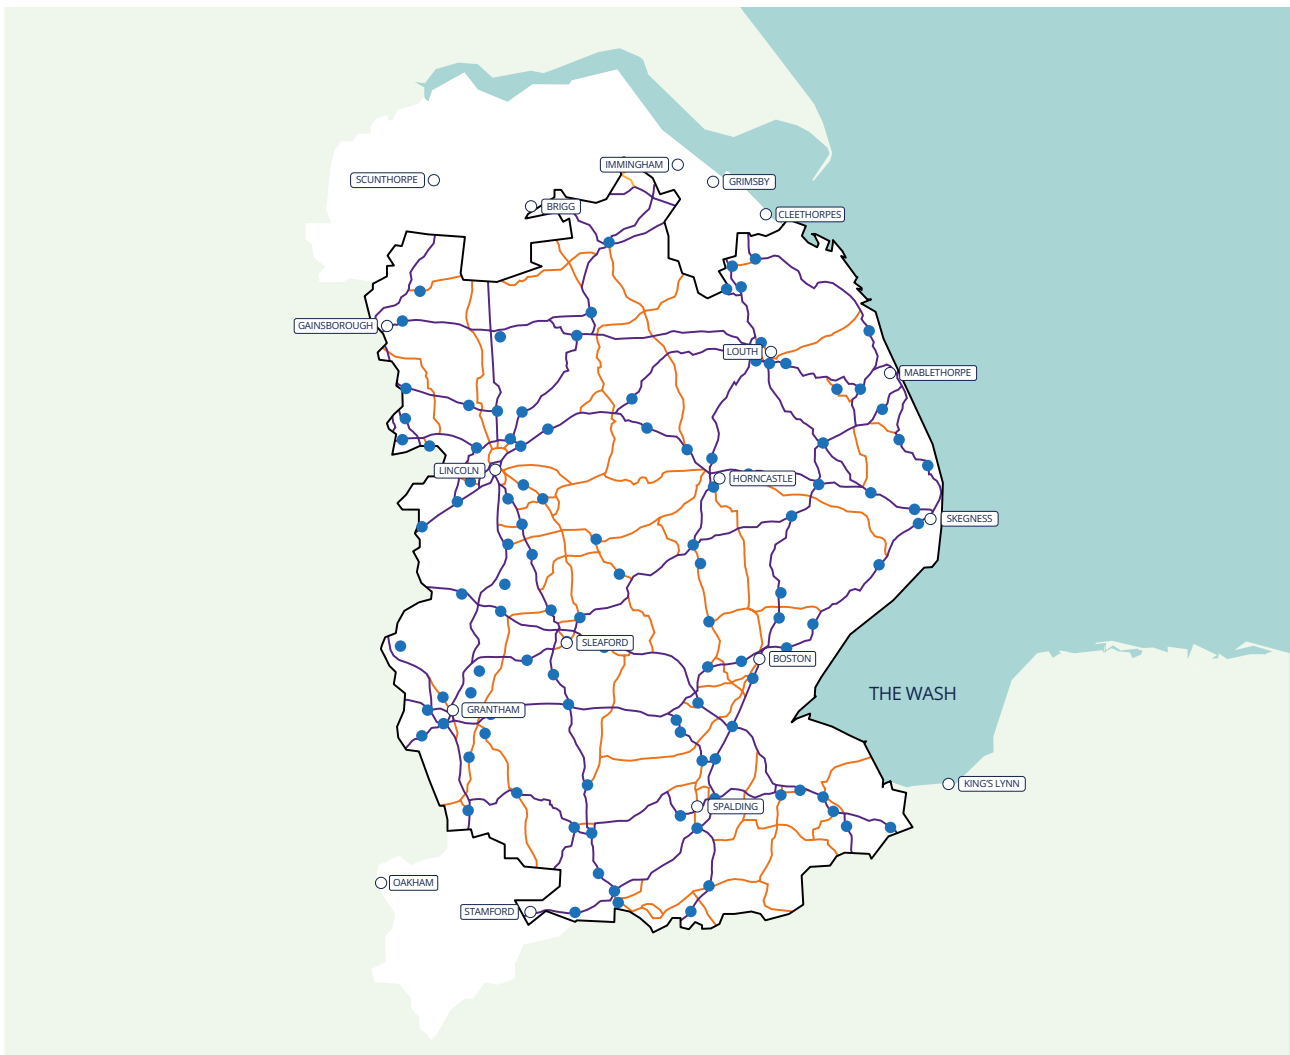 IMMINGHAM
SCUNTHORPE
GRIMSBY
BRIGG
CLEETHORPES
GAINSBOROUGH
LOUTH
MABLETHORPE
LINCOLN
HORNCASTLE
SKEGNESS
SLEAFORD
BOSTON
THE WASH
GRANTHAM
KING'S LYNN
SPALDING
OAKHAM
STAMFORD